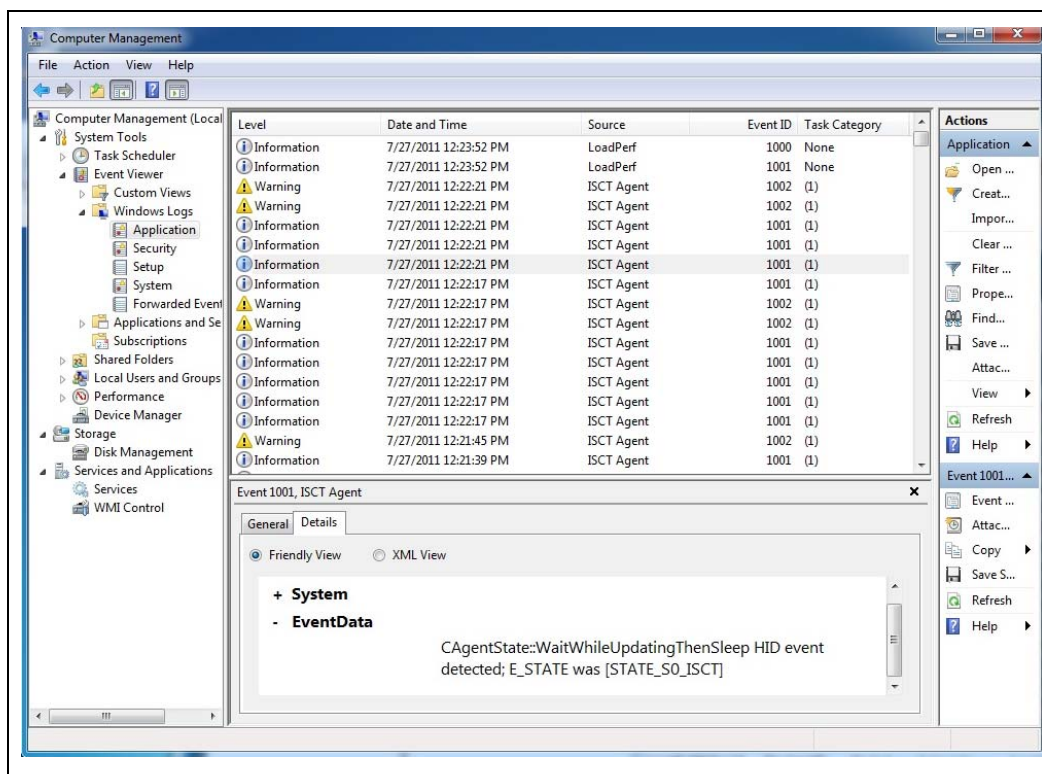 Computer Management
File Action View Help
Computer Management (Local
System Tools
Task Scheduler
Event Viewer
Custom Views
Windows Logs
Application
Security
Setup
System
Forwarded Event
Applications and Se
Subscriptions
Shared Folders
Local Users and Groups
Performance
Device Manager
Storage
Disk Management
Services and Applications
Services
WMI Control
Level Date and Time Source Event ID Task Category
Information 7/27/2011 12:23:52 PM LoadPerf 1000 None
Information 7/27/2011 12:23:52 PM LoadPerf 1001 None
Warning 7/27/2011 12:22:21 PM ISCT Agent 1002 (1)
Warning 7/27/2011 12:22:21 PM ISCT Agent 1002 (1)
Information 7/27/2011 12:22:21 PM ISCT Agent 1001 (1)
Information 7/27/2011 12:22:21 PM ISCT Agent 1001 (1)
Information 7/27/2011 12:22:21 PM ISCT Agent 1001 (1)
Information 7/27/2011 12:22:17 PM ISCT Agent 1001 (1)
Warning 7/27/2011 12:22:17 PM ISCT Agent 1002 (1)
Warning 7/27/2011 12:22:17 PM ISCT Agent 1002 (1)
Information 7/27/2011 12:22:17 PM ISCT Agent 1001 (1)
Information 7/27/2011 12:22:17 PM ISCT Agent 1001 (1)
Information 7/27/2011 12:22:17 PM ISCT Agent 1001 (1)
Information 7/27/2011 12:22:17 PM ISCT Agent 1001 (1)
Information 7/27/2011 12:22:17 PM ISCT Agent 1001 (1)
Warning 7/27/2011 12:21:45 PM ISCT Agent 1002 (1)
Information 7/27/2011 12:21:39 PM ISCT Agent 1001 (1)
Event 1001, ISCT Agent
General Details
Friendly View XML View
+ System
- EventData
CAgentState::WaitWhileUpdatingThenSleep HID event
detected; E_STATE was [STATE_S0_ISCT]
Actions
Application
Open ...
Creat...
Impor...
Clear ...
Filter ...
Prope...
Find...
Save ...
Attac...
View
Refresh
Help
Event 1001...
Event ...
Attac...
Copy
Save S...
Refresh
Help